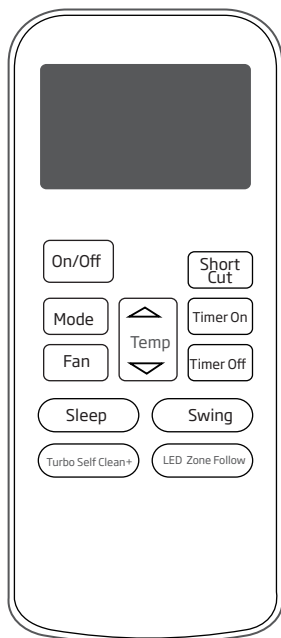 On/Off
Short
Cut
Mode
Temp
Timer On
Fan
Timer Off
Sleep
Swing
Turbo Self Clean+
LED Zone Follow